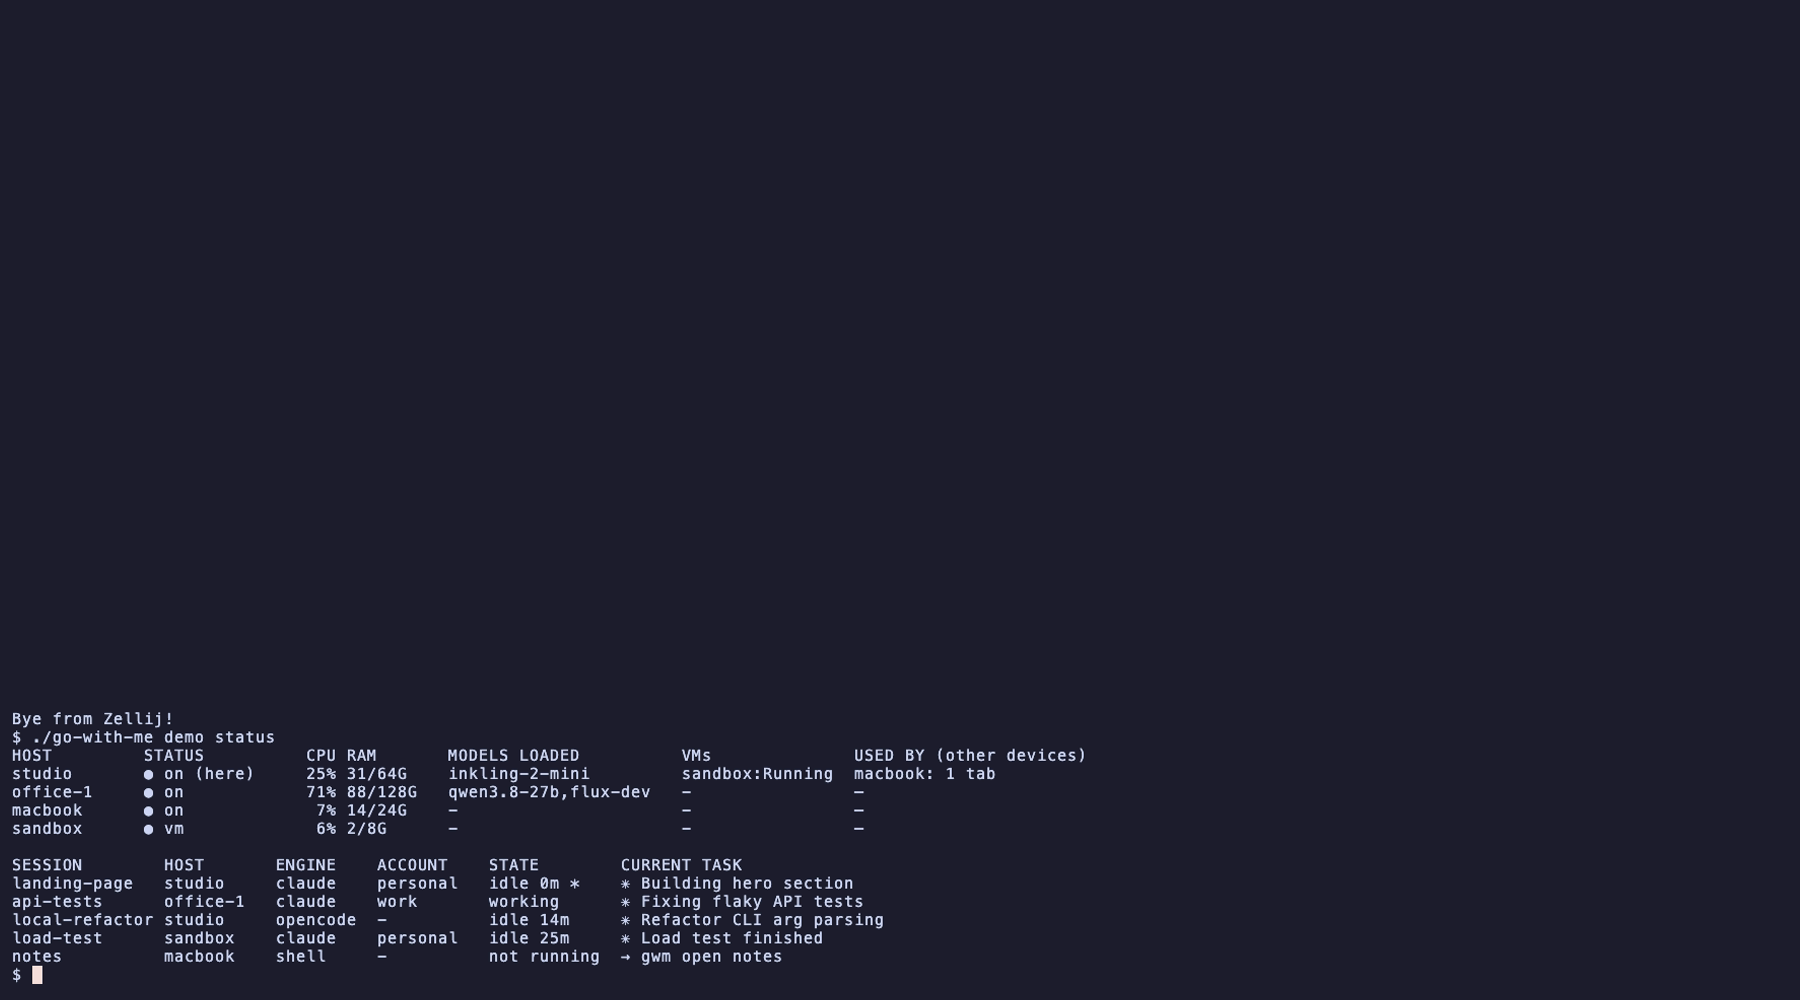 Bye from Zellij!
$ ./go-with-me demo status
HOST         STATUS          CPU RAM       MODELS LOADED          VMs              USED BY (other devices)
studio       ● on (here)     25% 31/64G    inkling-2-mini         sandbox:Running  macbook: 1 tab
office-1     ● on            71% 88/128G   qwen3.8-27b,flux-dev   -                -
macbook      ● on             7% 14/24G    -                      -                -
sandbox      ● vm             6% 2/8G      -                      -                -
SESSION        HOST       ENGINE    ACCOUNT    STATE        CURRENT TASK
landing-page   studio     claude    personal   idle 0m *    ✳ Building hero section
api-tests      office-1   claude    work       working      ✳ Fixing flaky API tests
local-refactor studio     opencode  -          idle 14m     ✳ Refactor CLI arg parsing
load-test      sandbox    claude    personal   idle 25m     ✳ Load test finished
notes          macbook    shell     -          not running  → gwm open notes
$